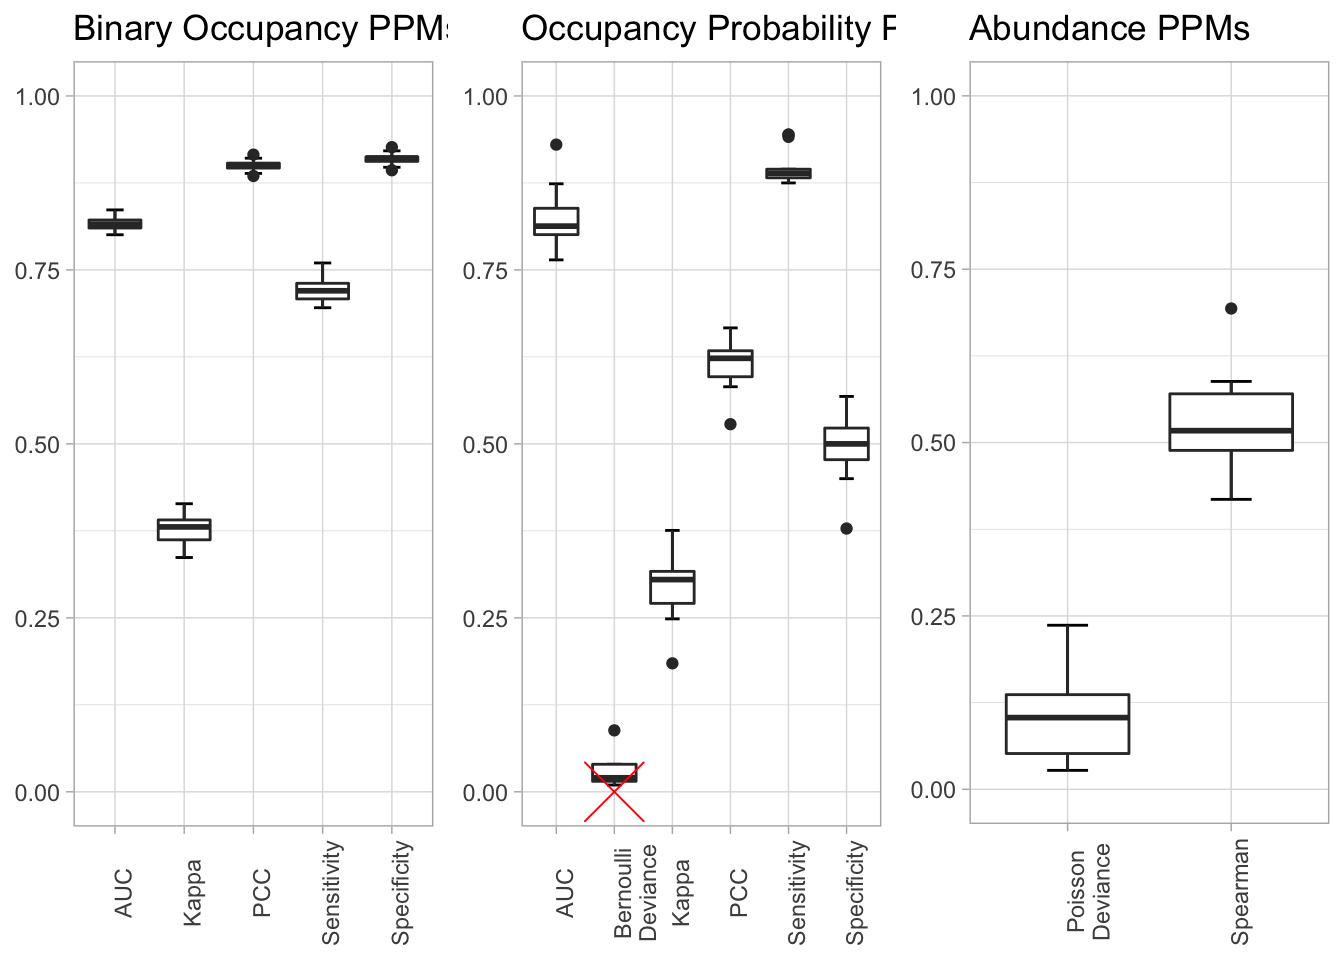 Binary Occupancy PPMs
Occupancy Probability P
Abundance PPMs
1.00
0.75
0.50
0.25
0.00
AUC
Kappa
PCC
Sensitivity
Specificity
1.00
0.75
0.50
0.25
0.00
AUC
Bernoulli
Deviance
Kappa
PCC
Sensitivity
Specificity
1.00
0.75
0.50
0.25
0.00
Poisson
Deviance
Spearman